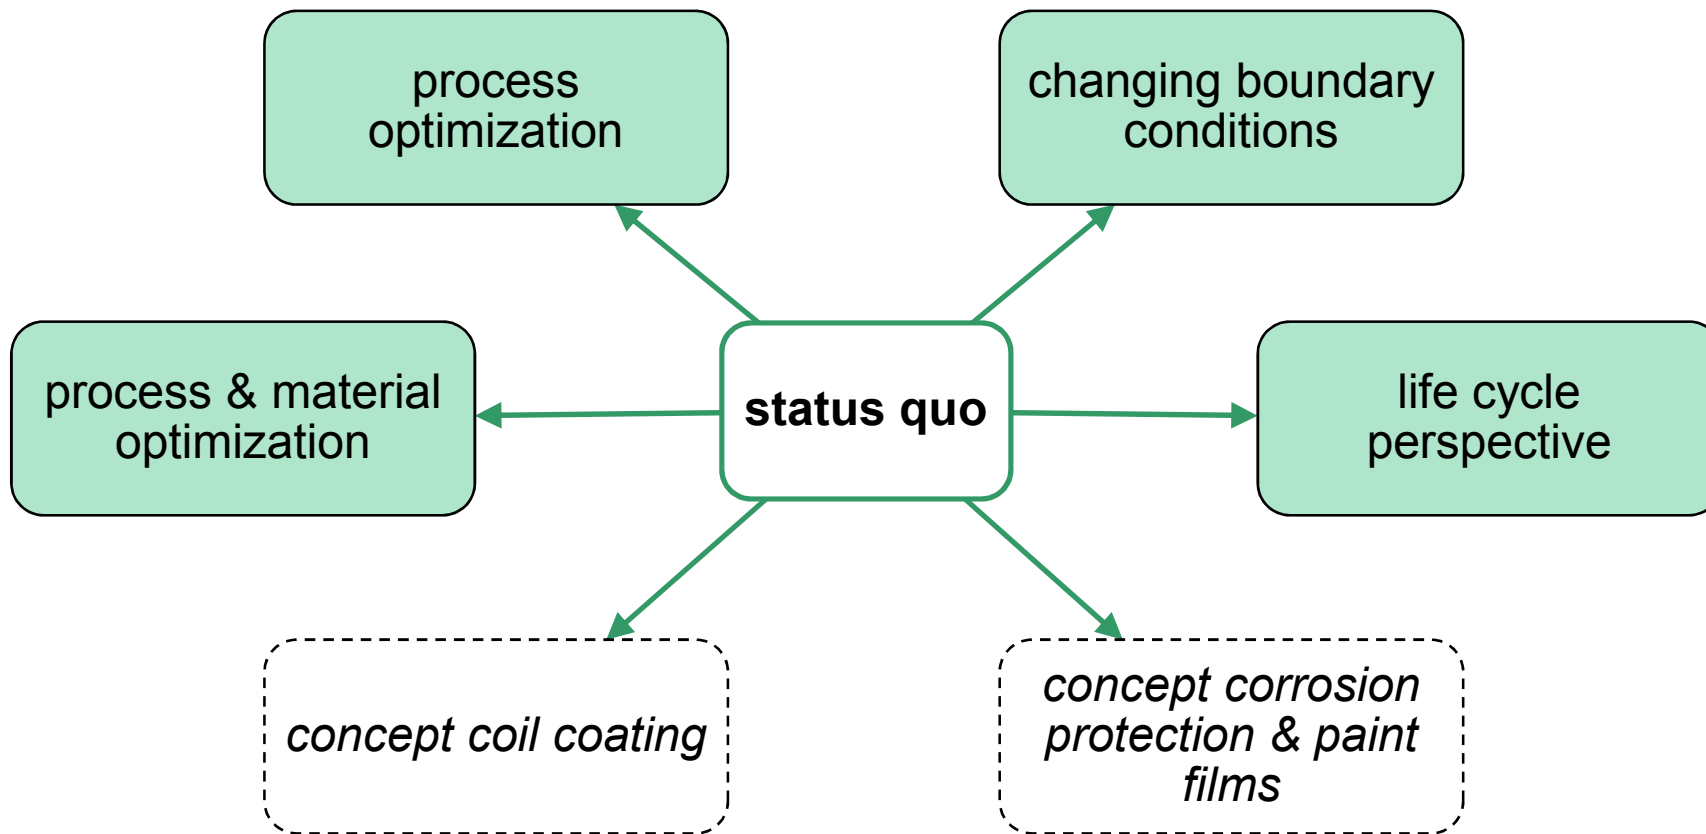 process
optimization
changing boundary
conditions
process & material
optimization
status quo
life cycle
perspective
concept coil coating
concept corrosion
protection & paint
films